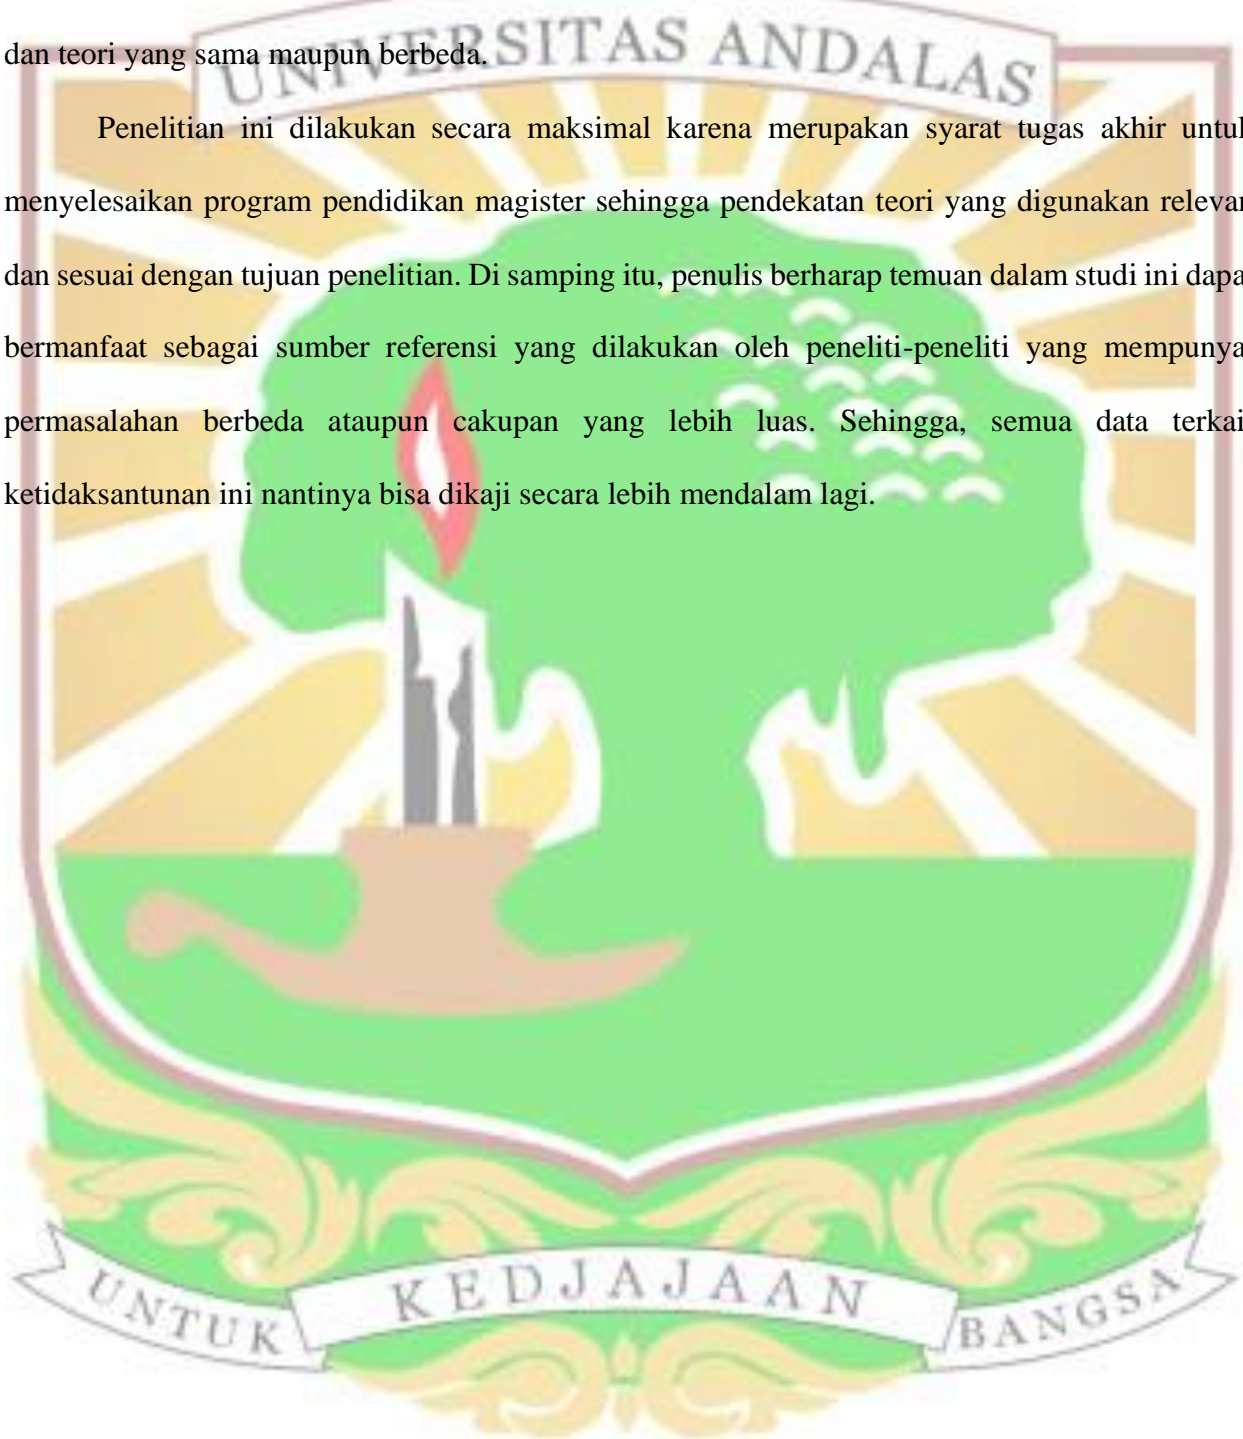 UNIVERSITAS ANDALAS
dan teori yang sama maupun berbeda.
Penelitian ini dilakukan secara maksimal karena merupakan syarat tugas akhir untuk
menyelesaikan program pendidikan magister sehingga pendekatan teori yang digunakan relevan
dan sesuai dengan tujuan penelitian. Di samping itu, penulis berharap temuan dalam studi ini dapa
bermanfaat sebagai sumber referensi yang dilakukan oleh peneliti-peneliti yang mempunya
permasalahan berbeda ataupun cakupan yang lebih luas. Sehingga, semua data terkai
ketidaksantunan ini nantinya bisa dikaji secara lebih mendalam lagi.
UNTUK KEDJAJAAN BANGSA